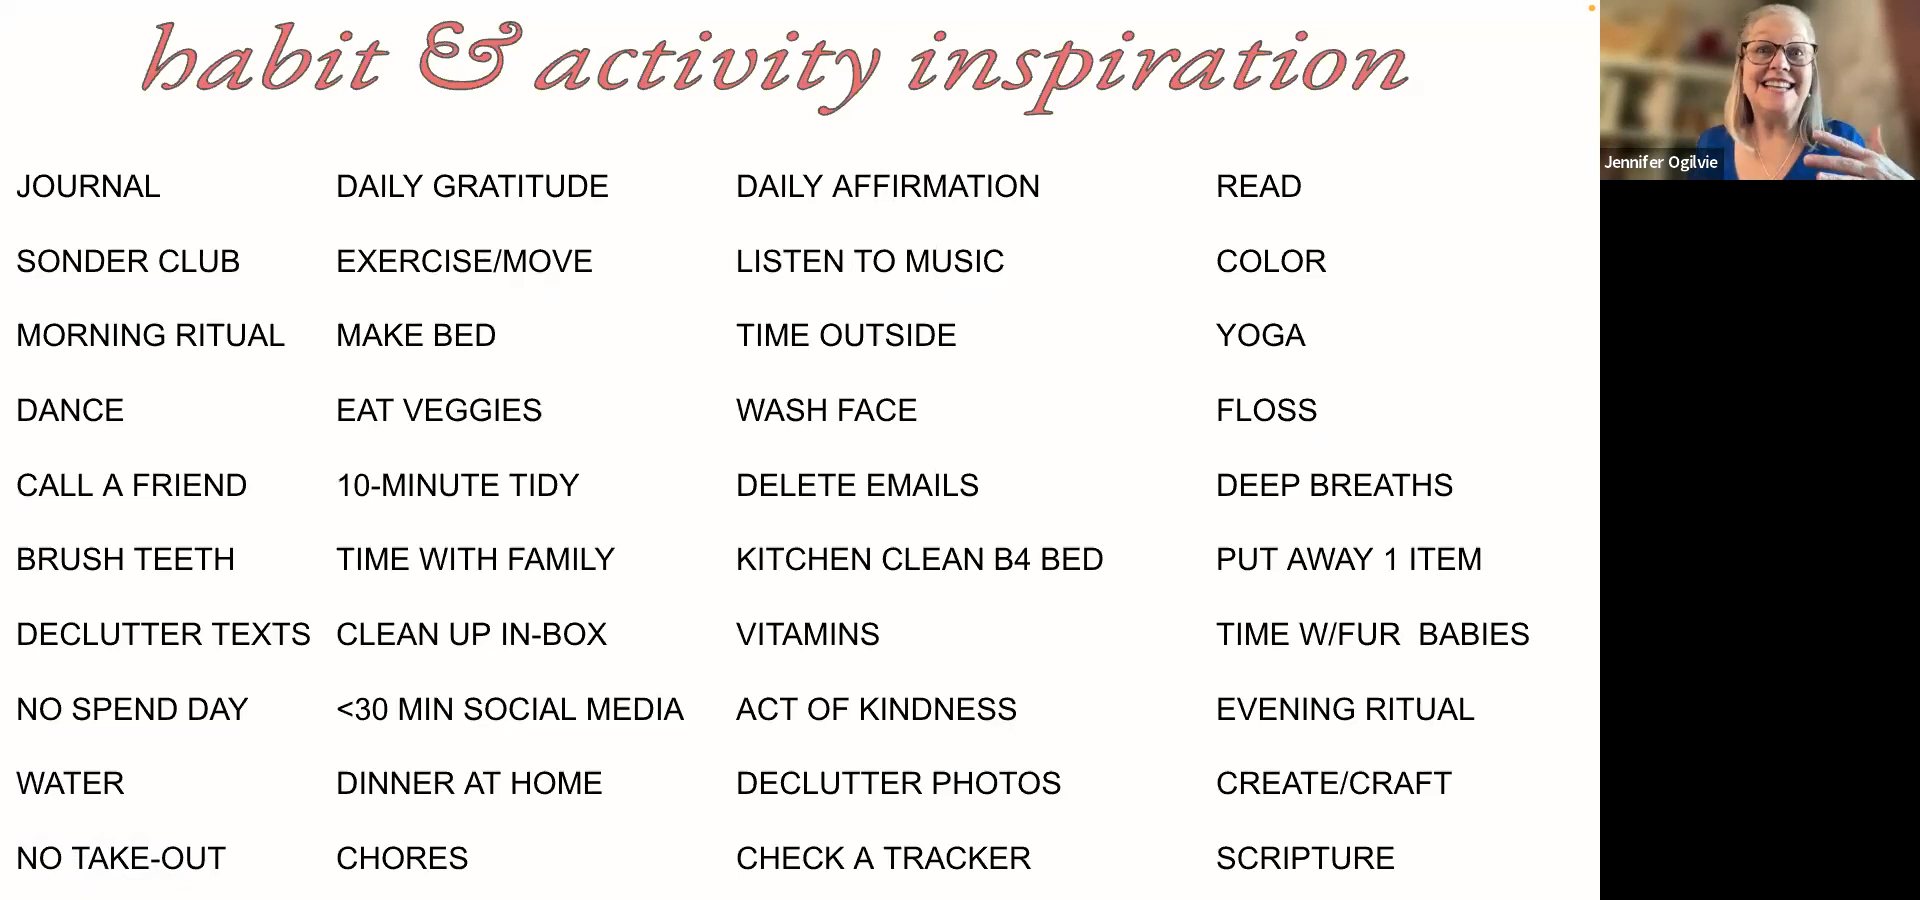 habit & activity inspiration
JOURNAL DAILY GRATITUDE DAILY AFFIRMATION READ
SONDER CLUB EXERCISE/MOVE LISTEN TO MUSIC COLOR
MORNING RITUAL MAKE BED TIME OUTSIDE YOGA
DANCE EAT VEGGIES WASH FACE FLOSS
CALL A FRIEND 10-MINUTE TIDY DELETE EMAILS DEEP BREATHS
BRUSH TEETH TIME WITH FAMILY KITCHEN CLEAN B4 BED PUT AWAY 1 ITEM
DECLUTTER TEXTS CLEAN UP IN-BOX VITAMINS TIME W/FUR BABIES
NO SPEND DAY <30 MIN SOCIAL MEDIA ACT OF KINDNESS EVENING RITUAL
WATER DINNER AT HOME DECLUTTER PHOTOS CREATE/CRAFT
NO TAKE-OUT CHORES CHECK A TRACKER SCRIPTURE
Jennifer Ogilvie